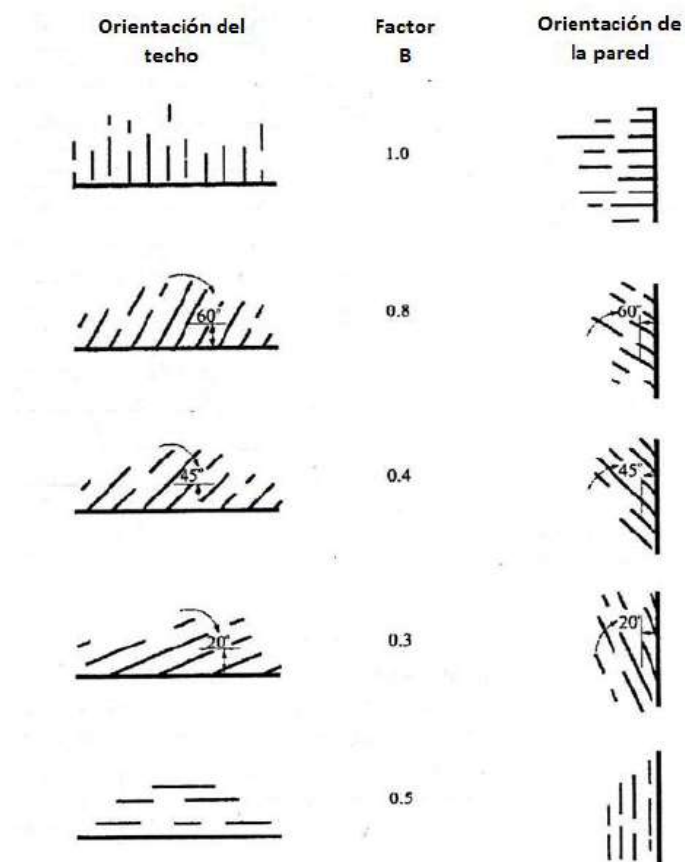 Orientación del
techo
Factor
B
Orientación de
la pared
1.0
60°
0.8
60°
45°
0.4
45°
20°
0.3
20°
0.5